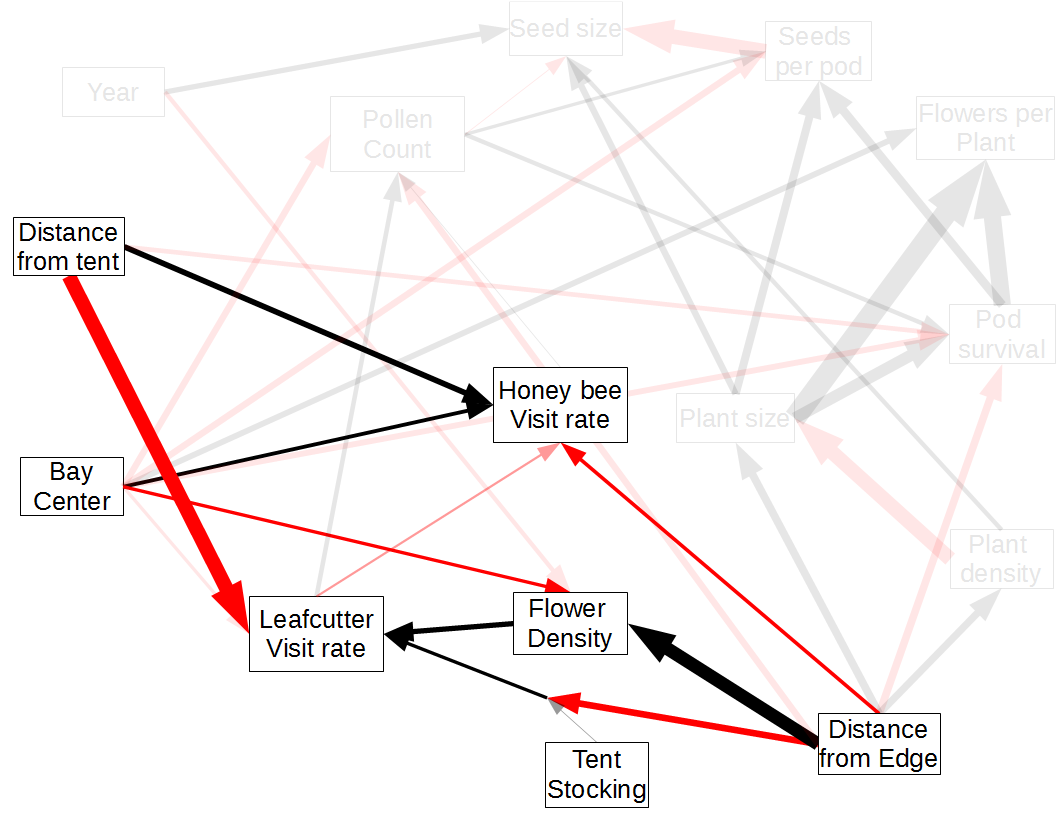 Seed size
Seeds
per pod
Year
Pollen
Count
Flowers per
Plant
Distance
from tent
Pod
survival
Honey bee
Visit rate
Plant size
Bay
Center
Plant
density
Leafcutter
Visit rate
Flower
Density
Distance
from Edge
Tent
Stocking